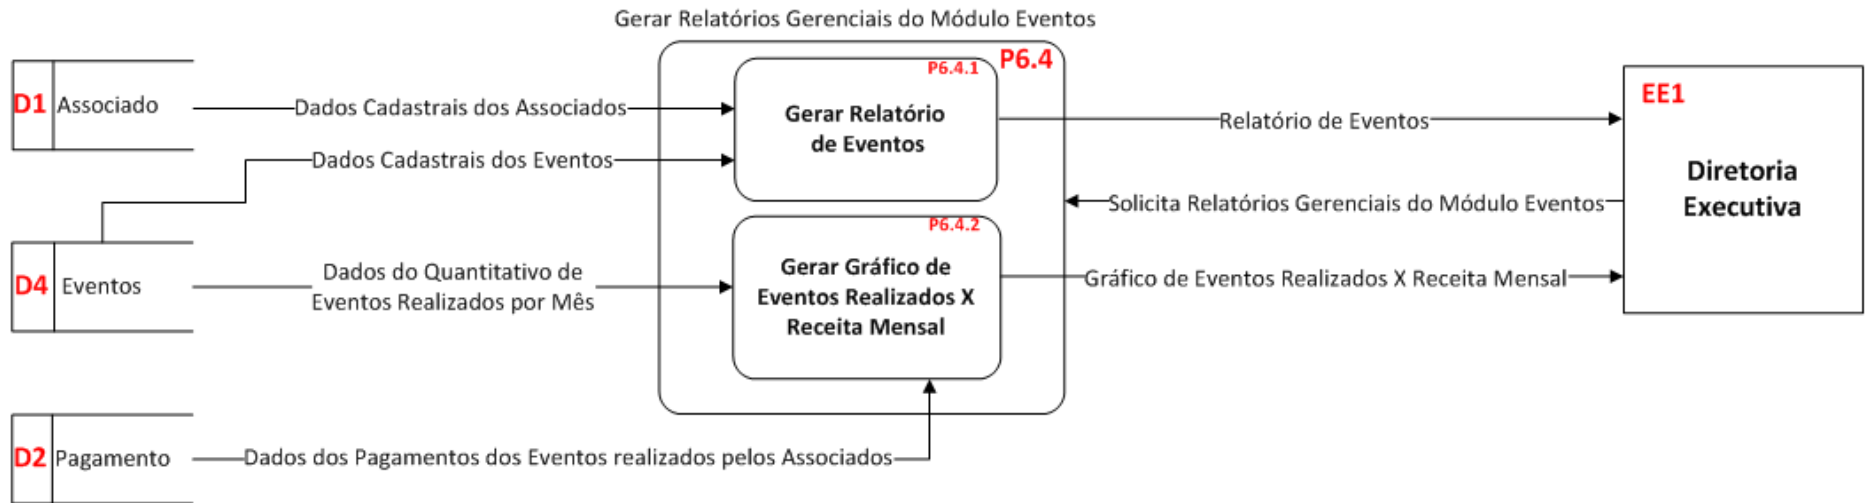 Gerar Relatórios Gerenciais do Módulo Eventos
P6.4
P6.4.1
Gerar Relatório
de Eventos
D1 Associado
Dados Cadastrais dos Associados
Dados Cadastrais dos Eventos
Relatório de Eventos
EE1
Diretoria
Executiva
Solicita Relatórios Gerenciais do Módulo Eventos
P6.4.2
Gerar Gráfico de
Eventos Realizados X
Receita Mensal
D4 Eventos
Dados do Quantitativo de
Eventos Realizados por Mês
Gráfico de Eventos Realizados X Receita Mensal
D2 Pagamento
Dados dos Pagamentos dos Eventos realizados pelos Associados